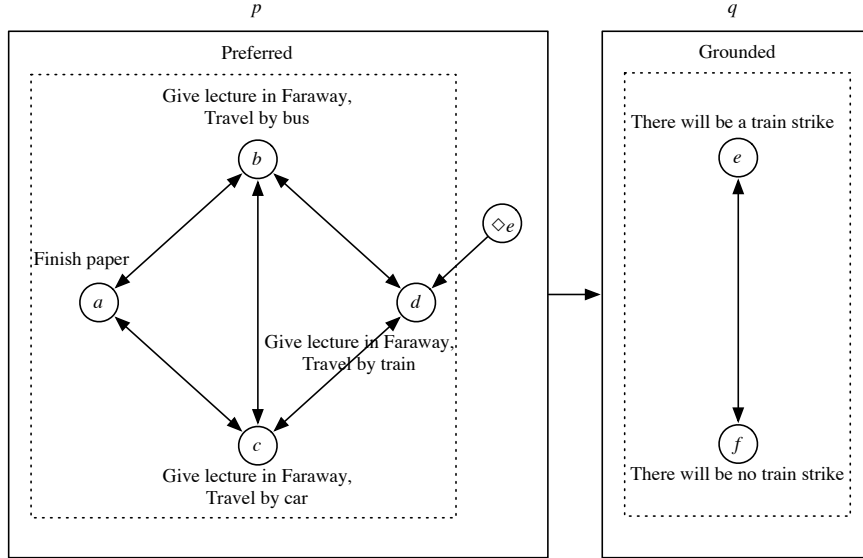 p
q
Preferred
Grounded
Give lecture in Faraway,
Travel by bus
There will be a train strike
b
e
◇e
Finish paper
a
d
Give lecture in Faraway,
Travel by train
c
f
Give lecture in Faraway,
Travel by car
There will be no train strike